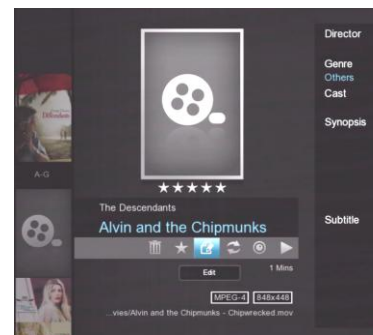 Director
Genre
Others
Cast
Synopsis
Subtitle
A-G
The Descendants
Alvin and the Chipmunks
Edit
1 Mins
MPEG-4 848x448
...vies/Alvin and the Chipmunks - Chipwrecked.mov